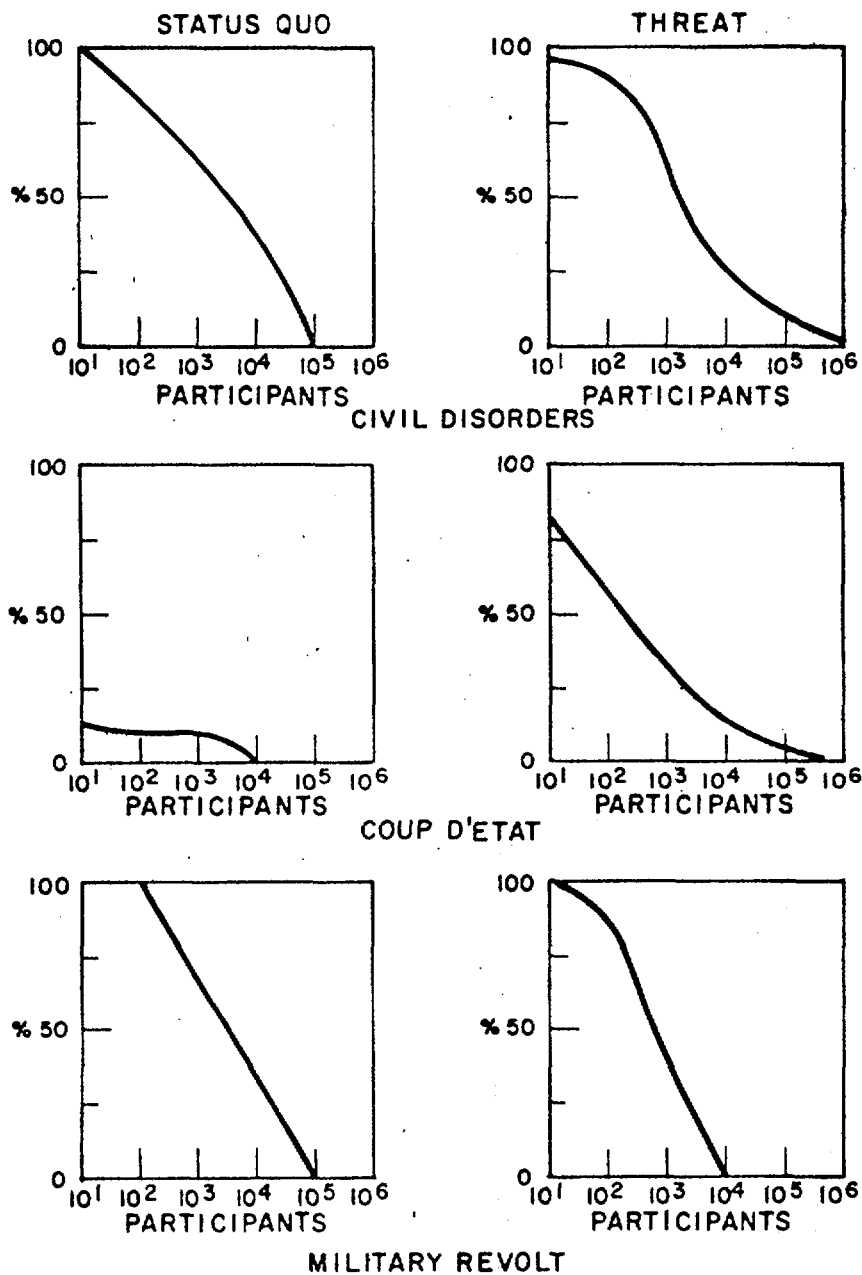 STATUS QUO THREAT
100 100
% 50 % 50
0 0
10¹ 10² 10³ 10⁴ 10⁵ 10⁶ 10¹ 10² 10³ 10⁴ 10⁵ 10⁶
PARTICIPANTS PARTICIPANTS
CIVIL DISORDERS
100 100
% 50 % 50
0 0
10¹ 10² 10³ 10⁴ 10⁵ 10⁶ 10¹ 10² 10³ 10⁴ 10⁵ 10⁶
PARTICIPANTS PARTICIPANTS
COUP D'ETAT
100 100
% 50 % 50
0 0
10¹ 10² 10³ 10⁴ 10⁵ 10⁶ 10¹ 10² 10³ 10⁴ 10⁵ 10⁶
PARTICIPANTS PARTICIPANTS
MILITARY REVOLT